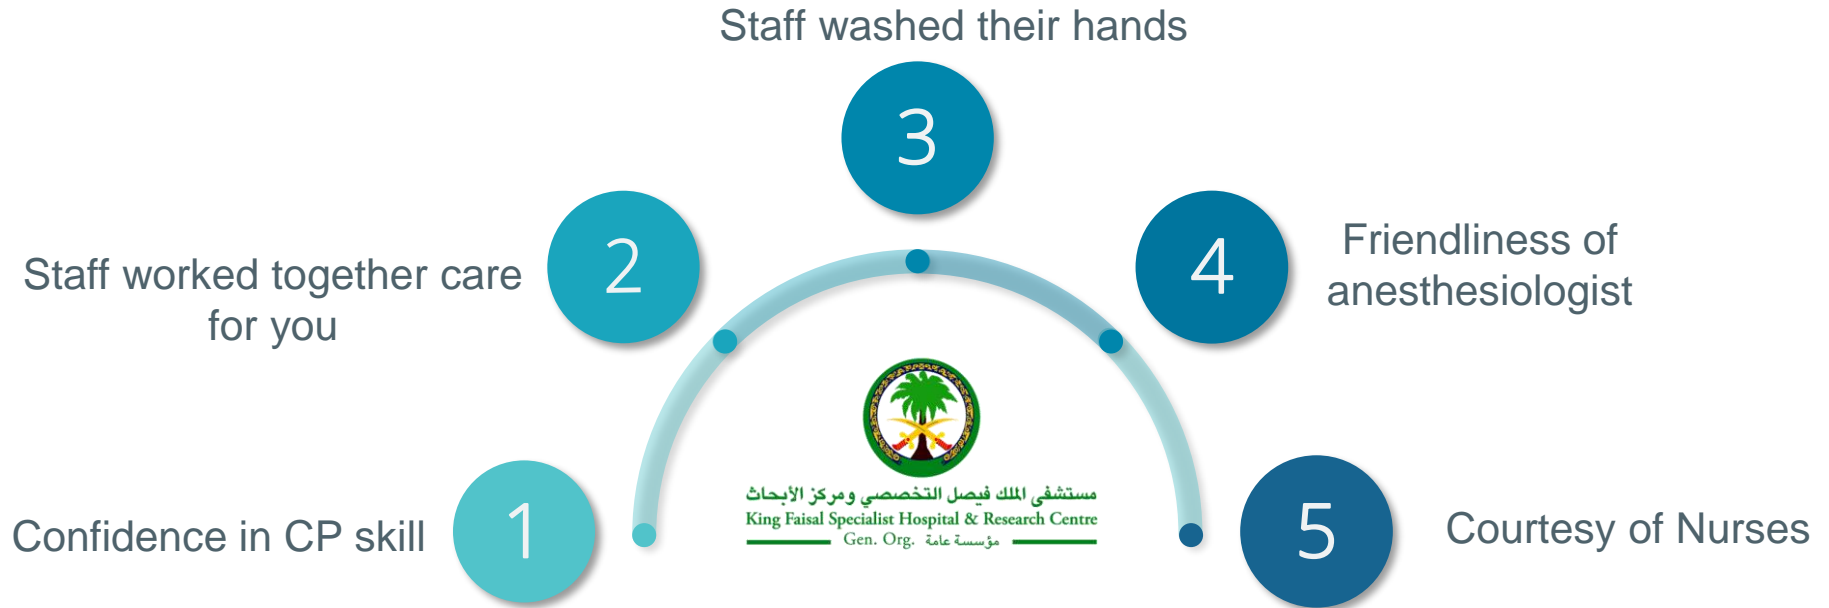 Staff washed their hands
3
2
4
Staff worked together care
for you
Friendliness of
anesthesiologist
مستشفى الملك فيصل التخصصي ومركز الأبحاث
King Faisal Specialist Hospital & Research Centre
Gen. Org. مؤسسة عامة
Confidence in CP skill
1
5
Courtesy of Nurses